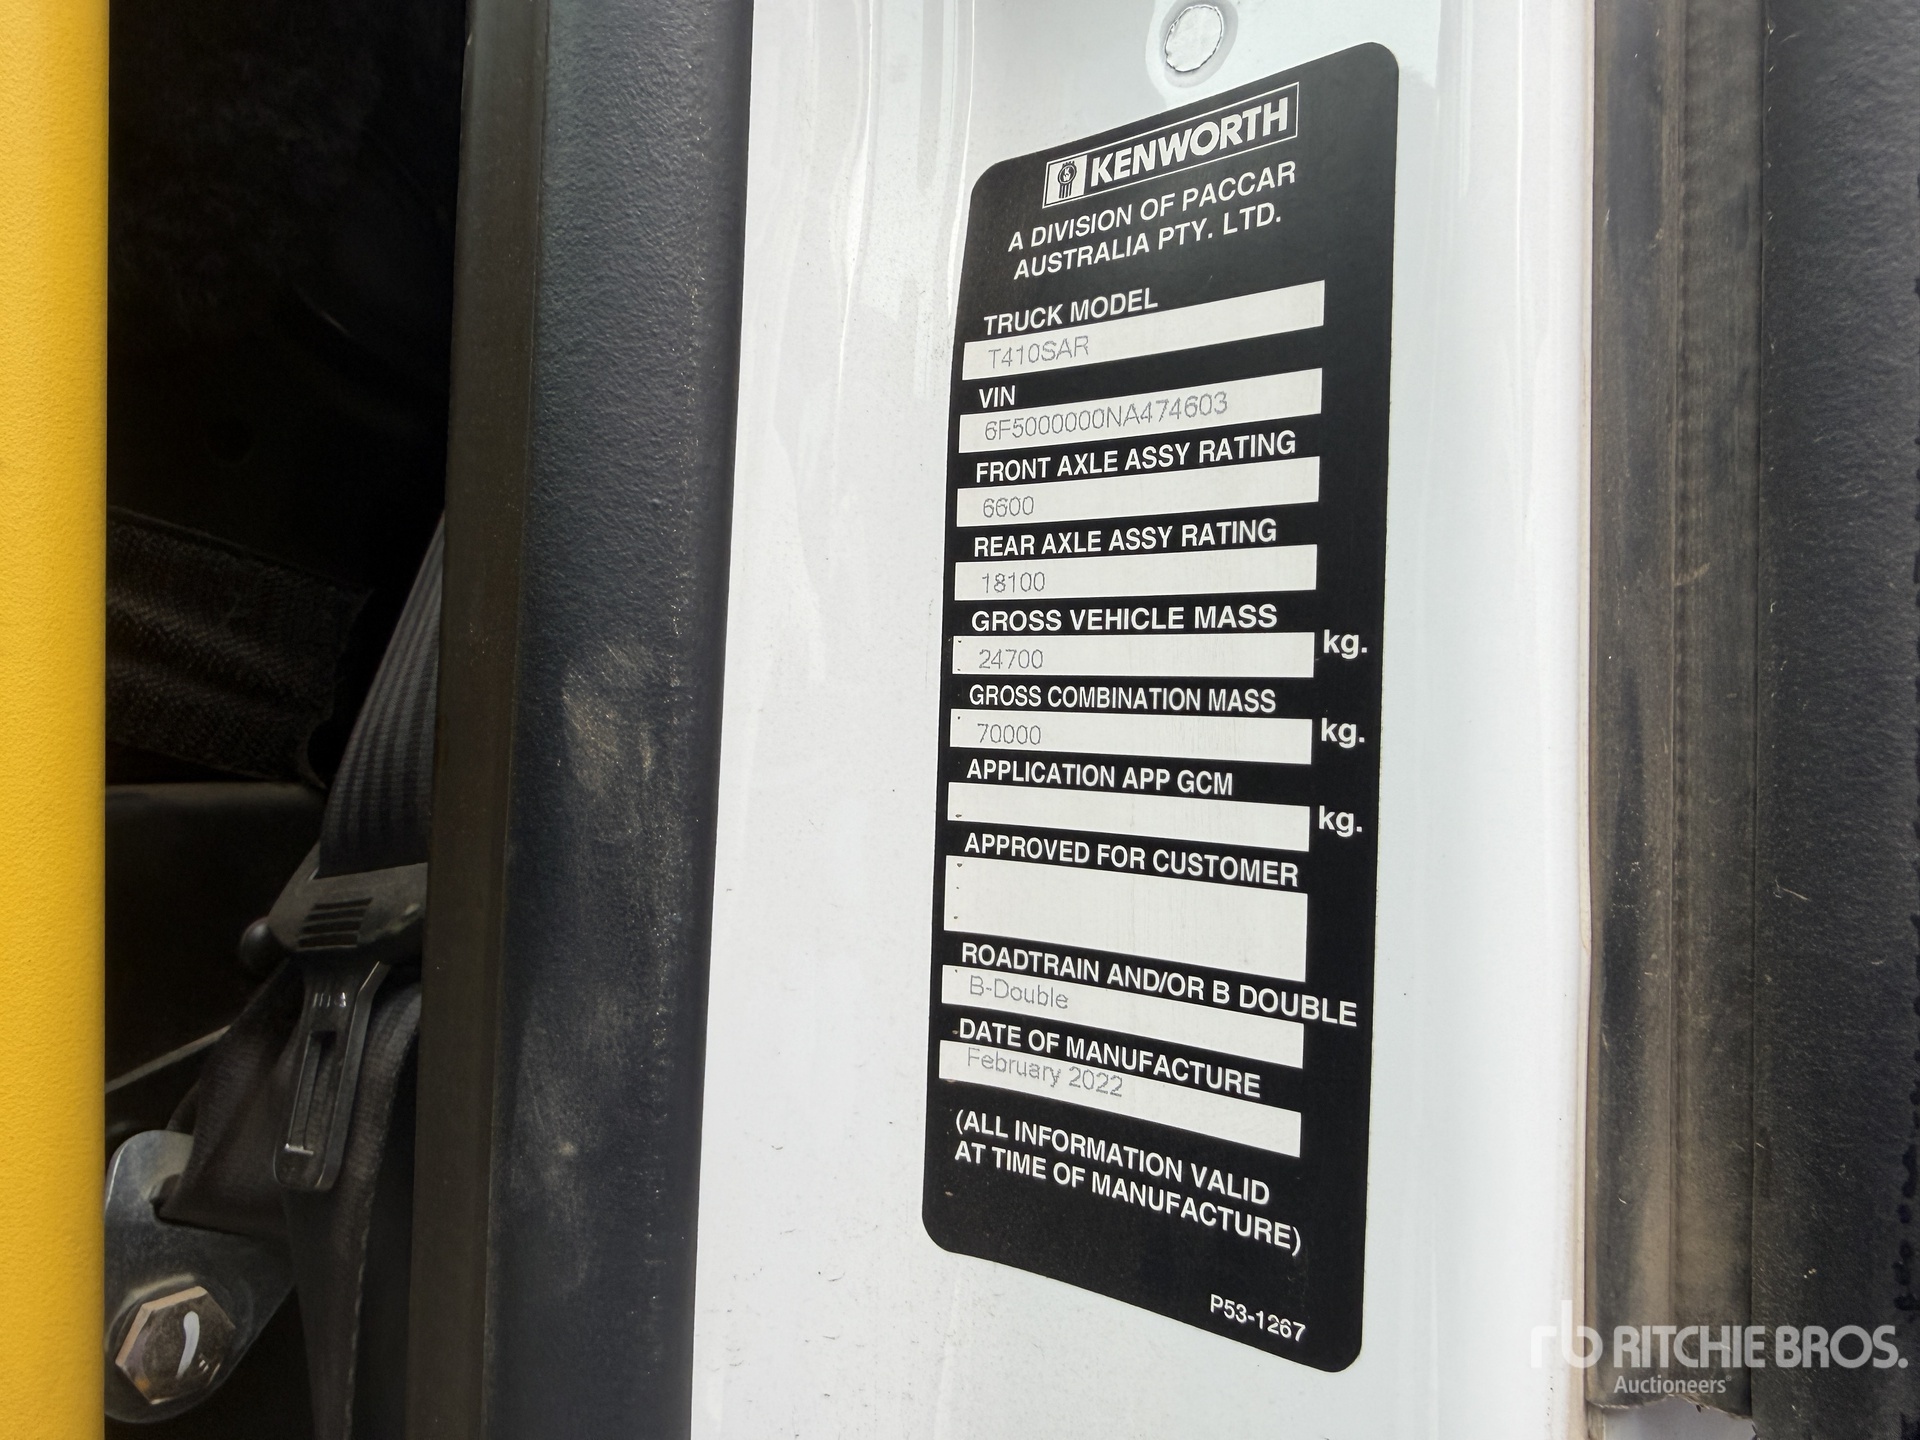 KENWORTH
A DIVISION OF PACCAR
AUSTRALIA PTY. LTD.
TRUCK MODEL
T410SAR
VIN
6F5000000NA474603
FRONT AXLE ASSY RATING
6600
REAR AXLE ASSY RATING
18100
GROSS VEHICLE MASS
24700 kg.
GROSS COMBINATION MASS
70000 kg.
APPLICATION APP GCM
kg.
APPROVED FOR CUSTOMER
ROADTRAIN AND/OR B DOUBLE
B-Double
DATE OF MANUFACTURE
February 2022
(ALL INFORMATION VALID
AT TIME OF MANUFACTURE)
P53-1267
rb RITCHIE BROS.
Auctioneers